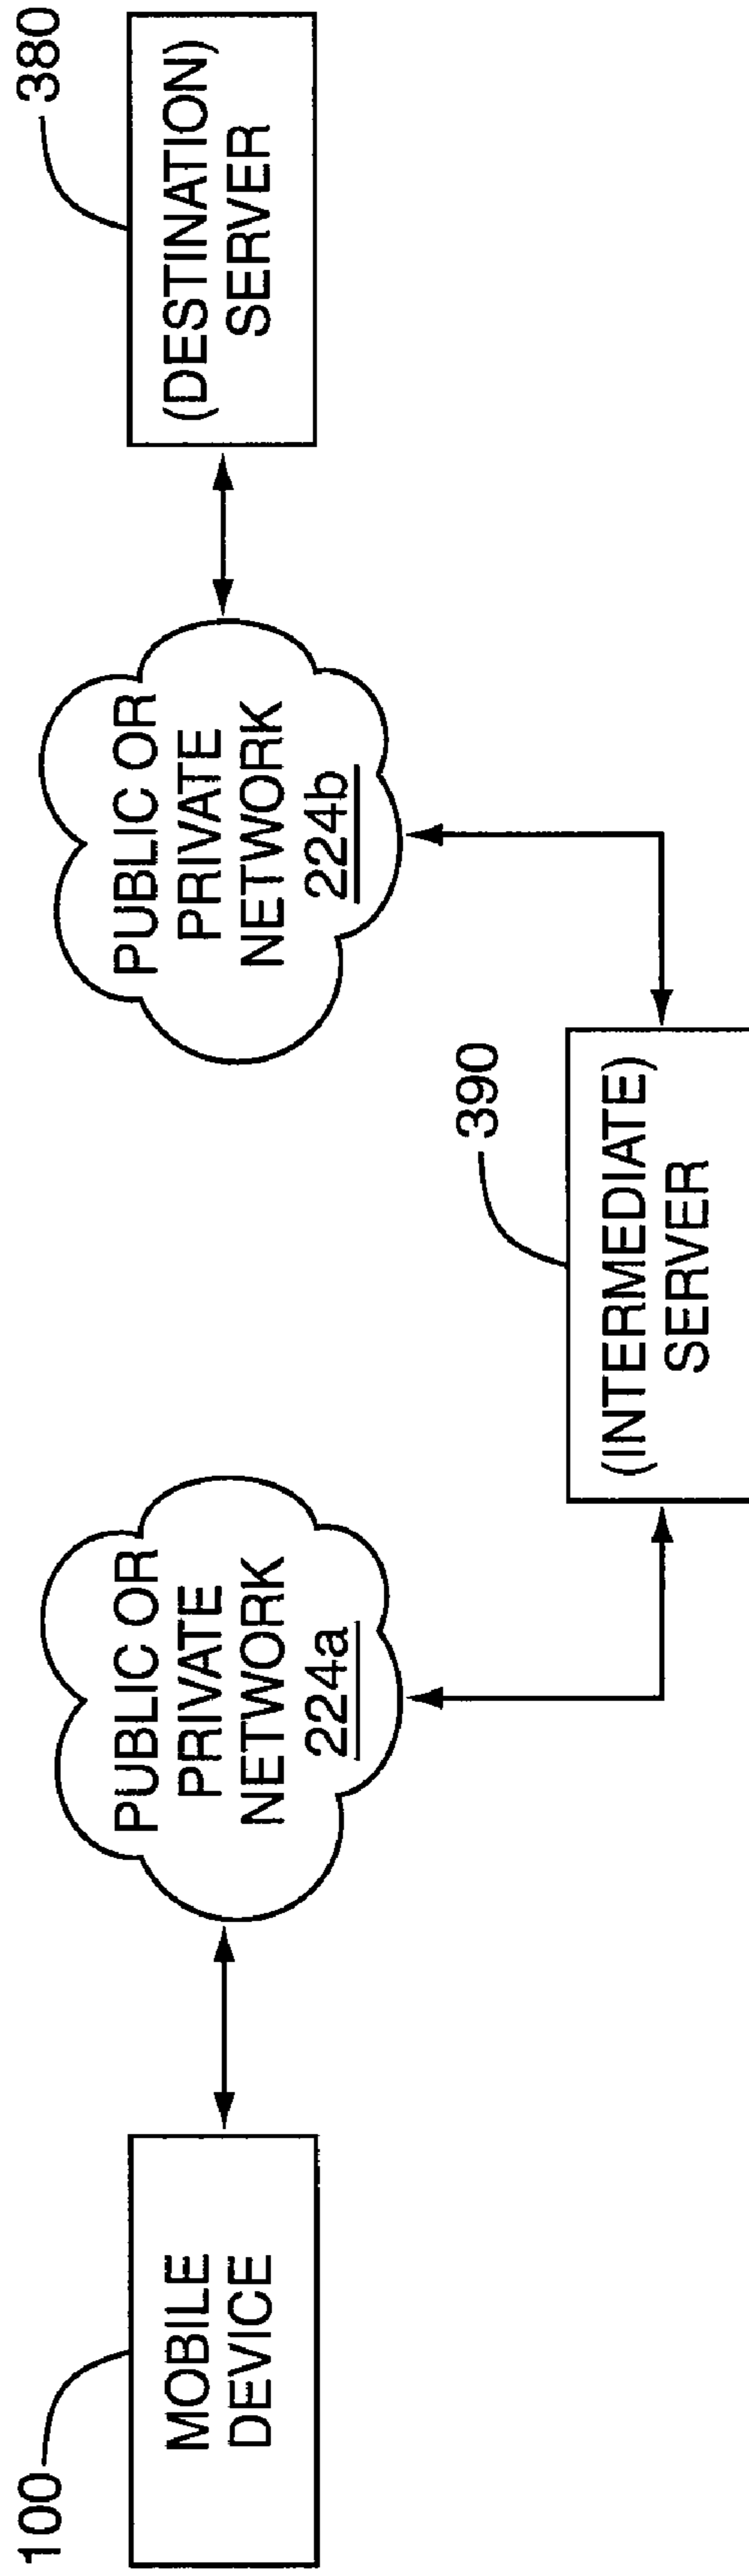 100
MOBILE
DEVICE
PUBLIC OR
PRIVATE
NETWORK
224a
390
(INTERMEDIATE)
SERVER
PUBLIC OR
PRIVATE
NETWORK
224b
380
(DESTINATION)
SERVER